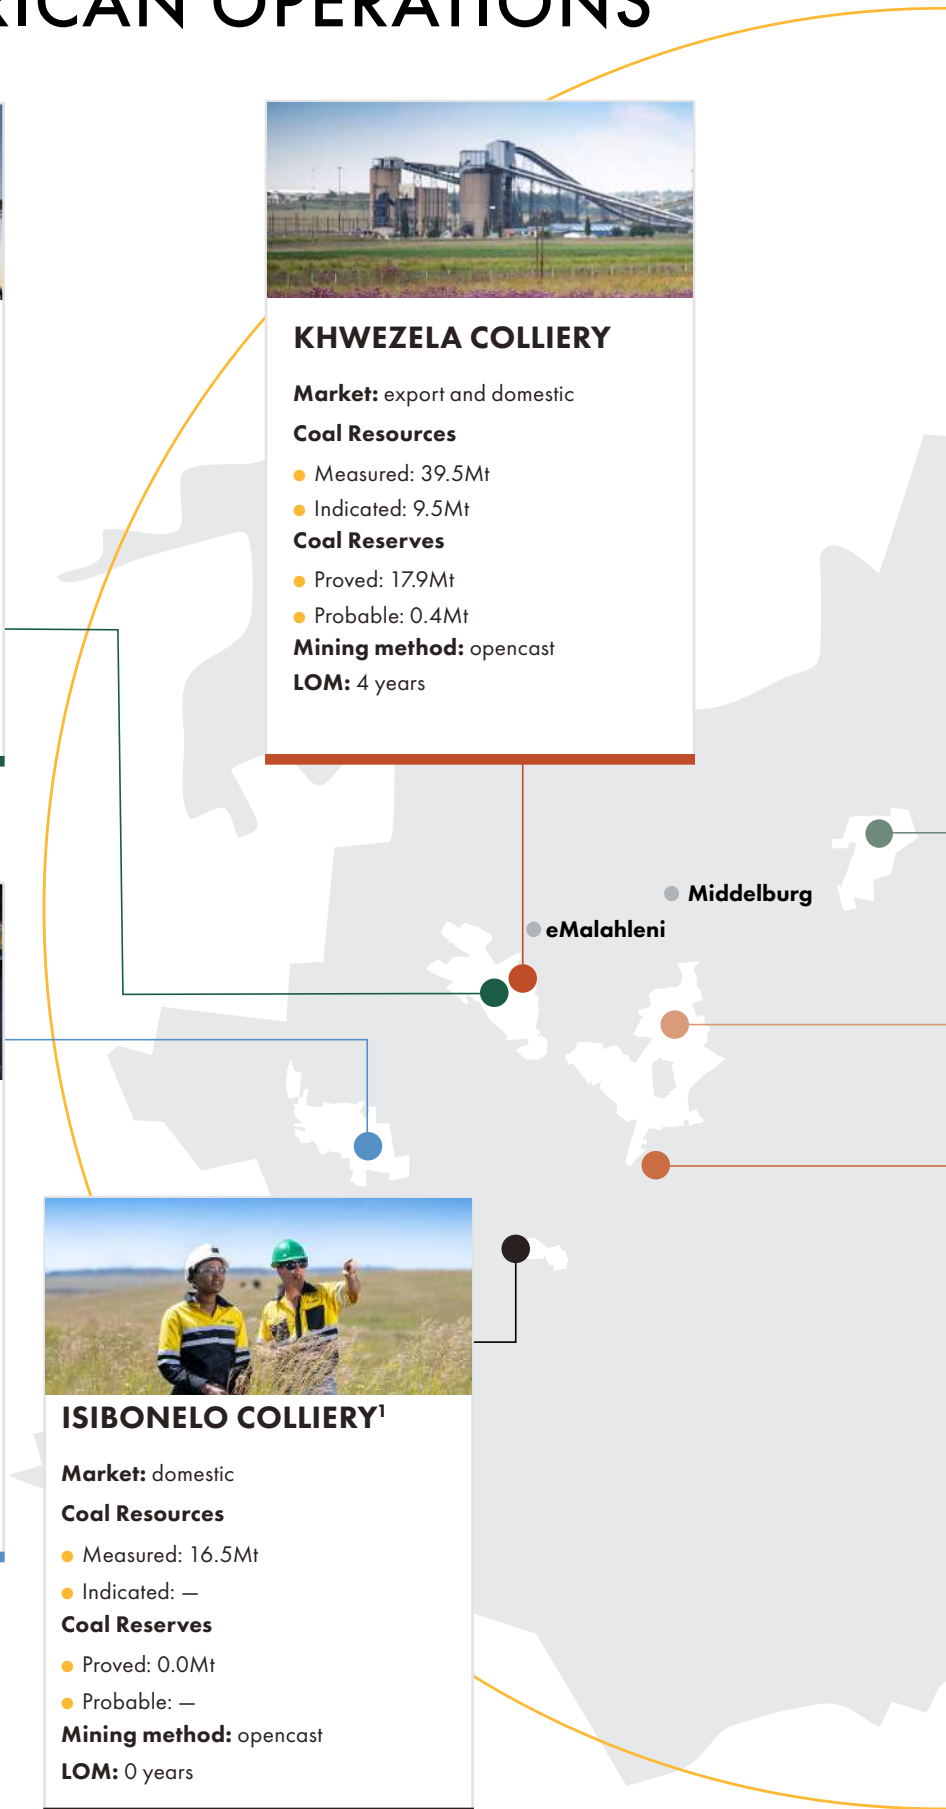 RICAN OPERATIONS
KHWEZELA COLLIERY
Market: export and domestic
Coal Resources
Measured: 39.5Mt
Indicated: 9.5Mt
Coal Reserves
Proved: 17.9Mt
Probable: 0.4Mt
Mining method: opencast
LOM: 4 years
Middelburg
eMalahleni
ISIBONELO COLLIERY¹
Market: domestic
Coal Resources
Measured: 16.5Mt
Indicated: —
Coal Reserves
Proved: 0.0Mt
Probable: —
Mining method: opencast
LOM: 0 years